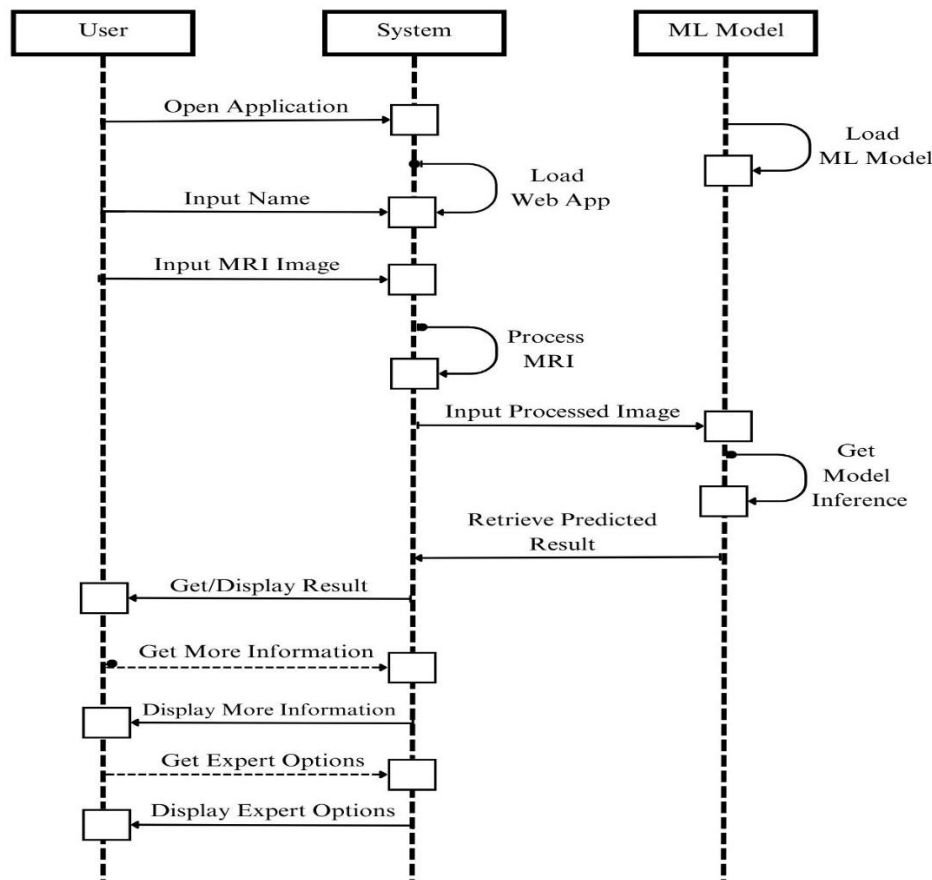 User
System
ML Model
Open Application
Load
ML Model
Load
Web App
Input Name
Input MRI Image
Process
MRI
Input Processed Image
Get
Model
Inference
Retrieve Predicted
Result
Get/Display Result
Get More Information
Display More Information
Get Expert Options
Display Expert Options